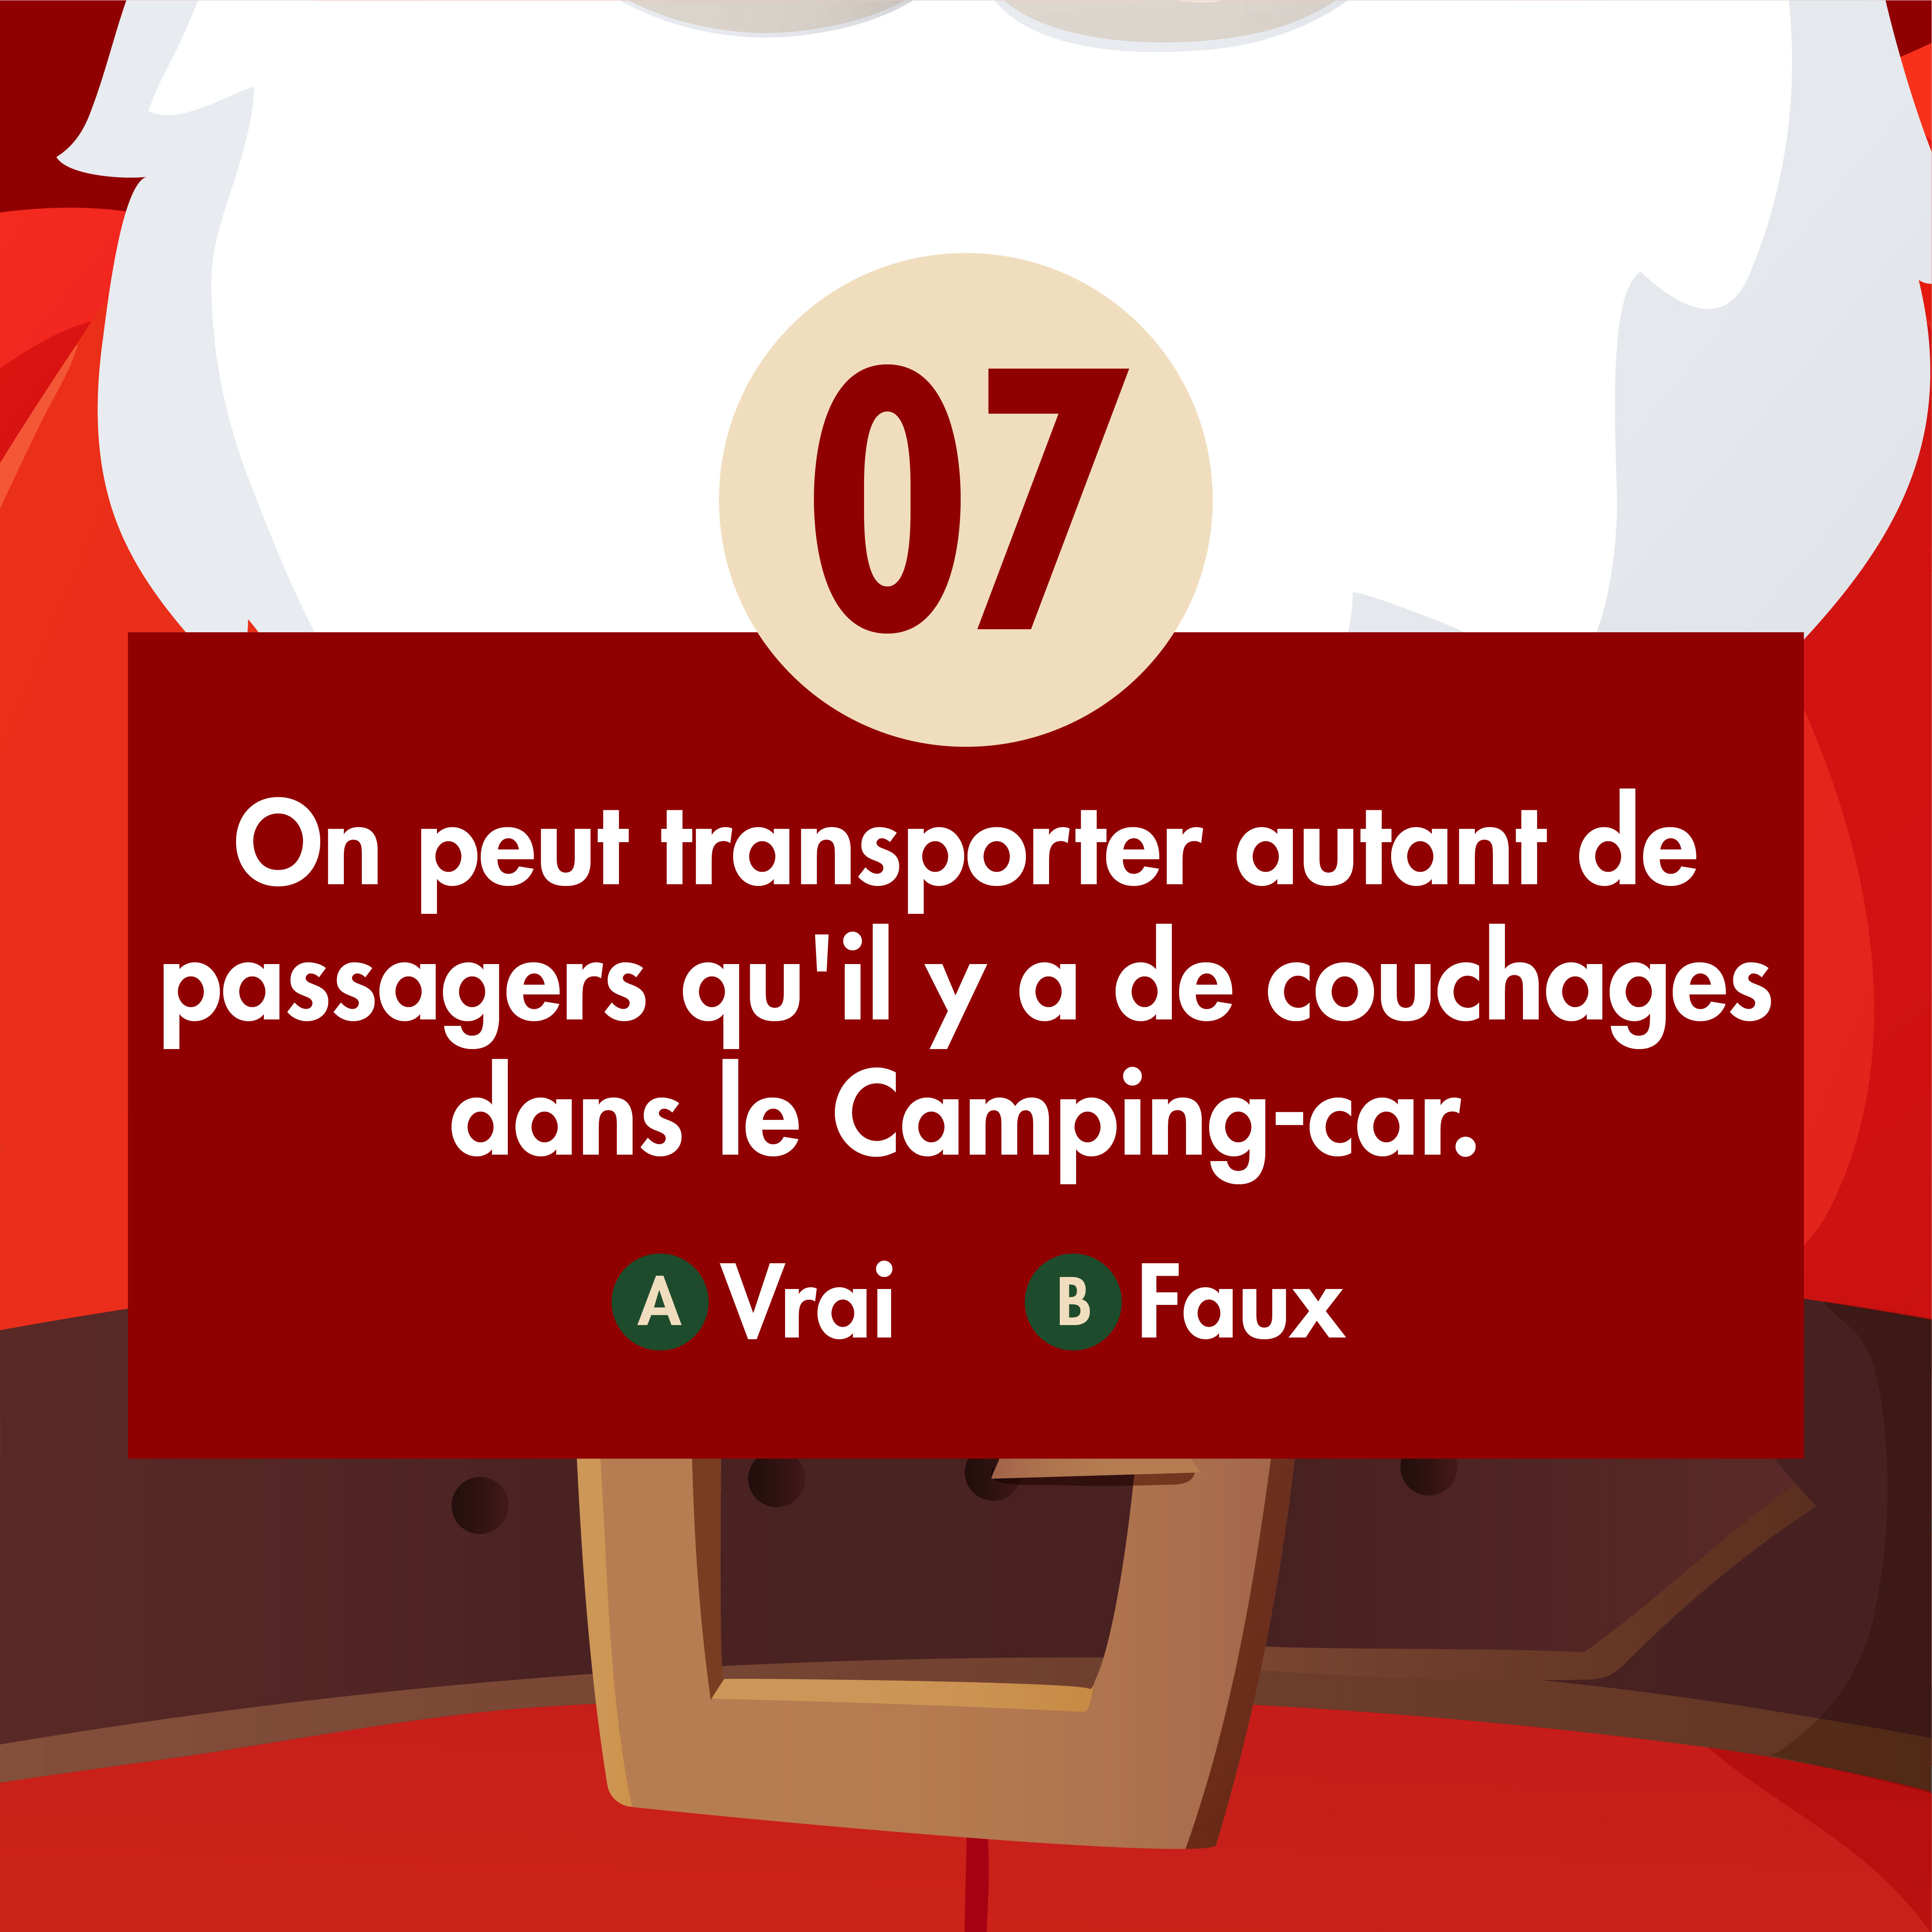 07
On peut transporter autant de
passagers qu'il y a de couchages
dans le Camping-car.
A Vrai B Faux